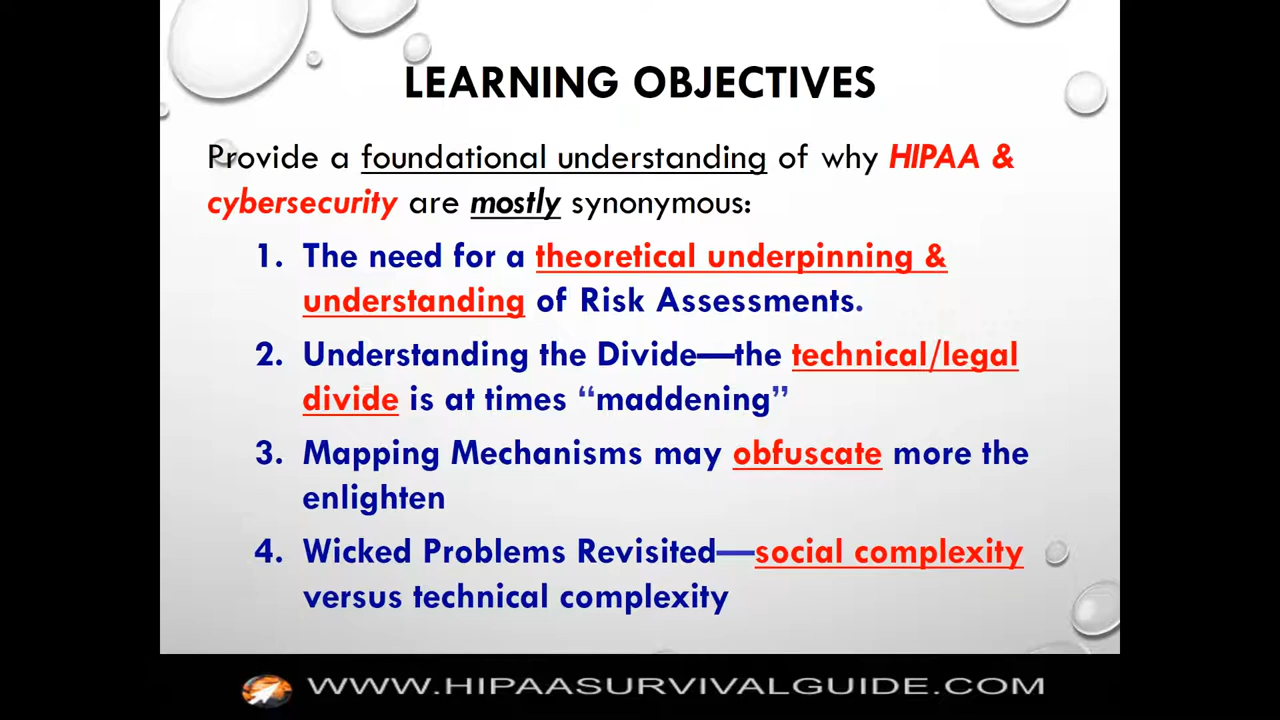 LEARNING OBJECTIVES
Provide a foundational understanding of why HIPAA &
cybersecurity are mostly synonymous:
1. The need for a theoretical underpinning &
understanding of Risk Assessments.
2. Understanding the Divide—the technical/legal
divide is at times “maddening”
3. Mapping Mechanisms may obfuscate more the
enlighten
4. Wicked Problems Revisited—social complexity
versus technical complexity
WWW.HIPAASURVIVALGUIDE.COM